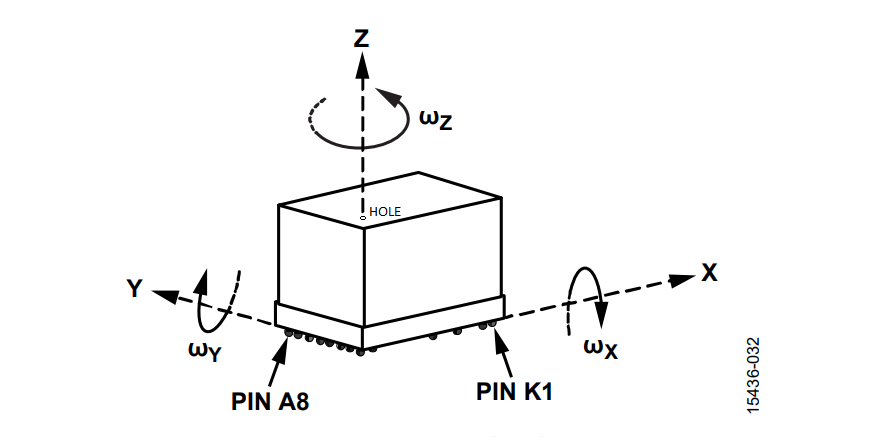 Z
ωZ
HOLE
Y
X
ωY
ωX
PIN A8
PIN K1
15436-032